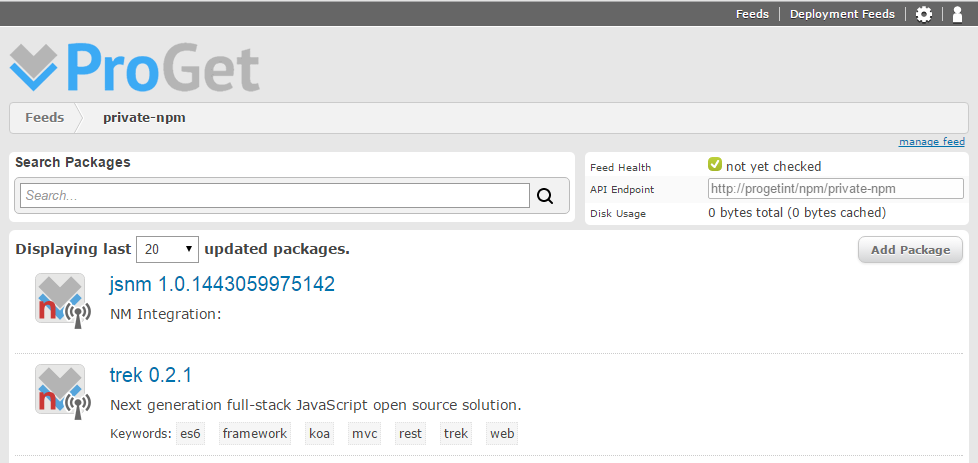 Feeds Deployment Feeds
ProGet
Feeds private-npm
manage feed
Search Packages
Search...
Feed Health not yet checked
API Endpoint http://progetint/npm/private-npm
Disk Usage 0 bytes total (0 bytes cached)
Displaying last 20 updated packages. Add Package
n
jsnm 1.0.1443059975142
NM Integration:
n
trek 0.2.1
Next generation full-stack JavaScript open source solution.
Keywords: es6 framework koa mvc rest trek web